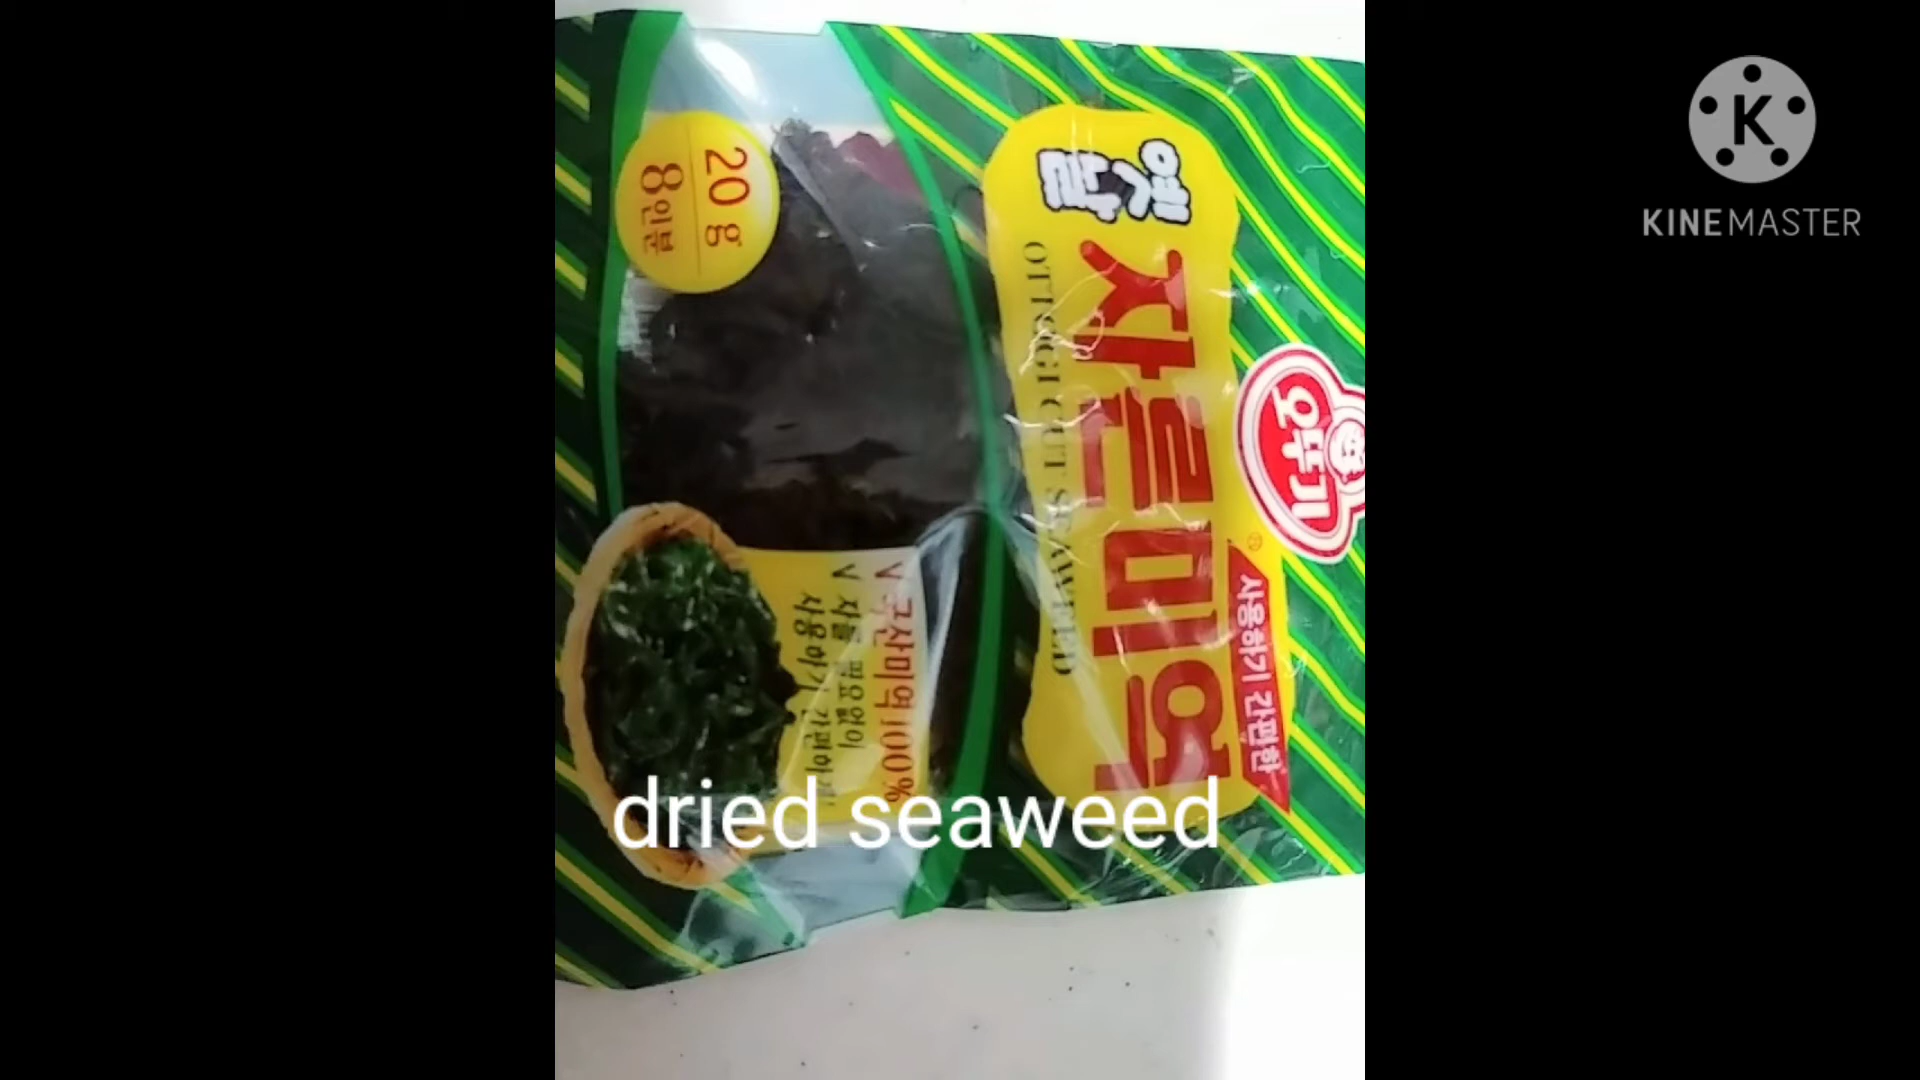 옛날
자른미역
OTTOGI CUT SEAWEED
오뚜기
사용하기 간편한
20 g
8인분
V 국산미역 100%
V 자를 필요없이
사용하기 간편한
dried seaweed
K
KINEMASTER